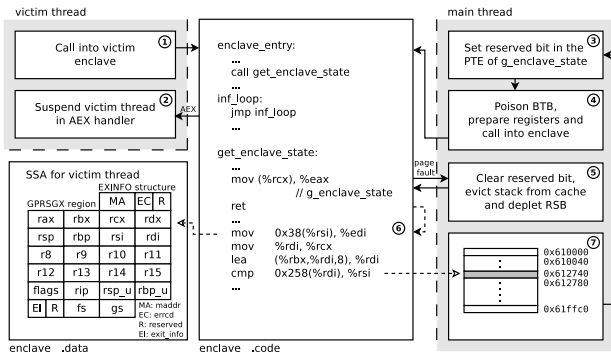 victim thread
Call into victim
enclave
1
Suspend victim thread
in AEX handler
2
AEX
SSA for victim thread
EXINFO structure
GPRSGX region
MA EC R
rax rbx rcx rdx
rsp rbp rsi rdi
r8 r9 r10 r11
r12 r13 r14 r15
flags rip rsp_u rbp_u
EI R fs gs
MA: maddr
EC: errcd
R: reserved
EI: exit_info
enclave .data
enclave_entry:
...
call get_enclave_state
...
inf_loop:
jmp inf_loop
...
get_enclave_state:
...
mov (%rcx), %eax
// g_enclave_state
ret
...
mov 0x38(%rsi), %edi
6
mov %rdi, %rcx
lea (%rbx,%rdi,8), %rdi
cmp 0x258(%rdi), %rsi
...
enclave .code
main thread
Set reserved bit in the
PTE of g_enclave_state
3
Poison BTB,
prepare registers and
call into enclave
4
page
fault
Clear reserved bit,
evict stack from cache
and deplet RSB
5
7
0x610000
0x610040
0x612740
0x612780
0x61ffc0